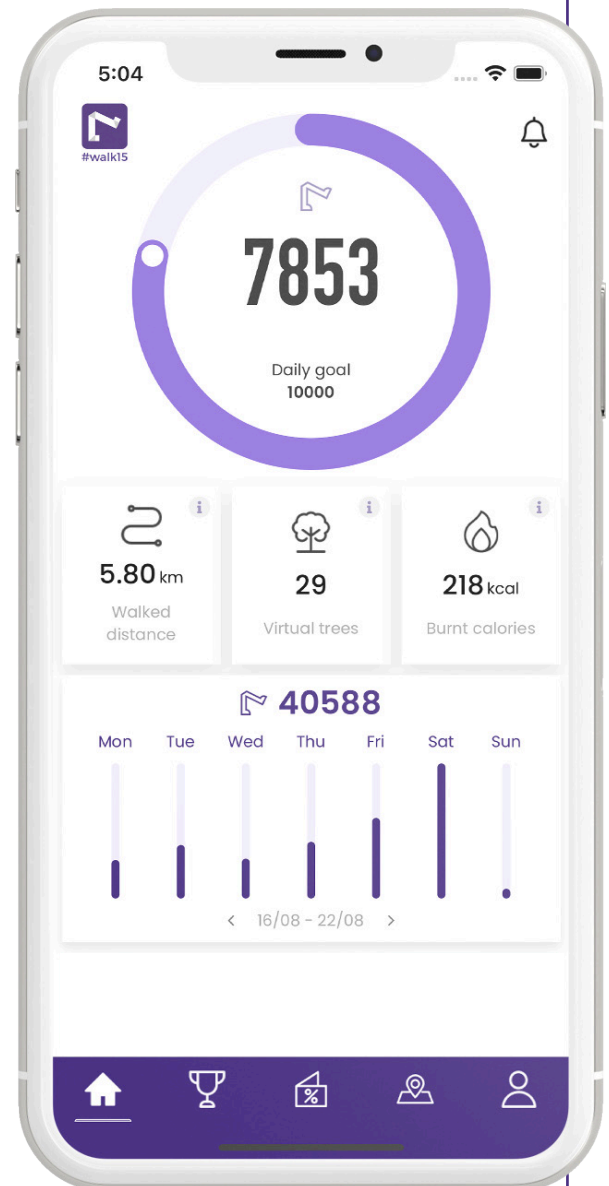 5:04
#walk15
7853
Daily goal
10000
5.80 km
Walked
distance
29
Virtual trees
218 kcal
Burnt calories
40588
Mon Tue Wed Thu Fri Sat Sun
< 16/08 - 22/08 >
%